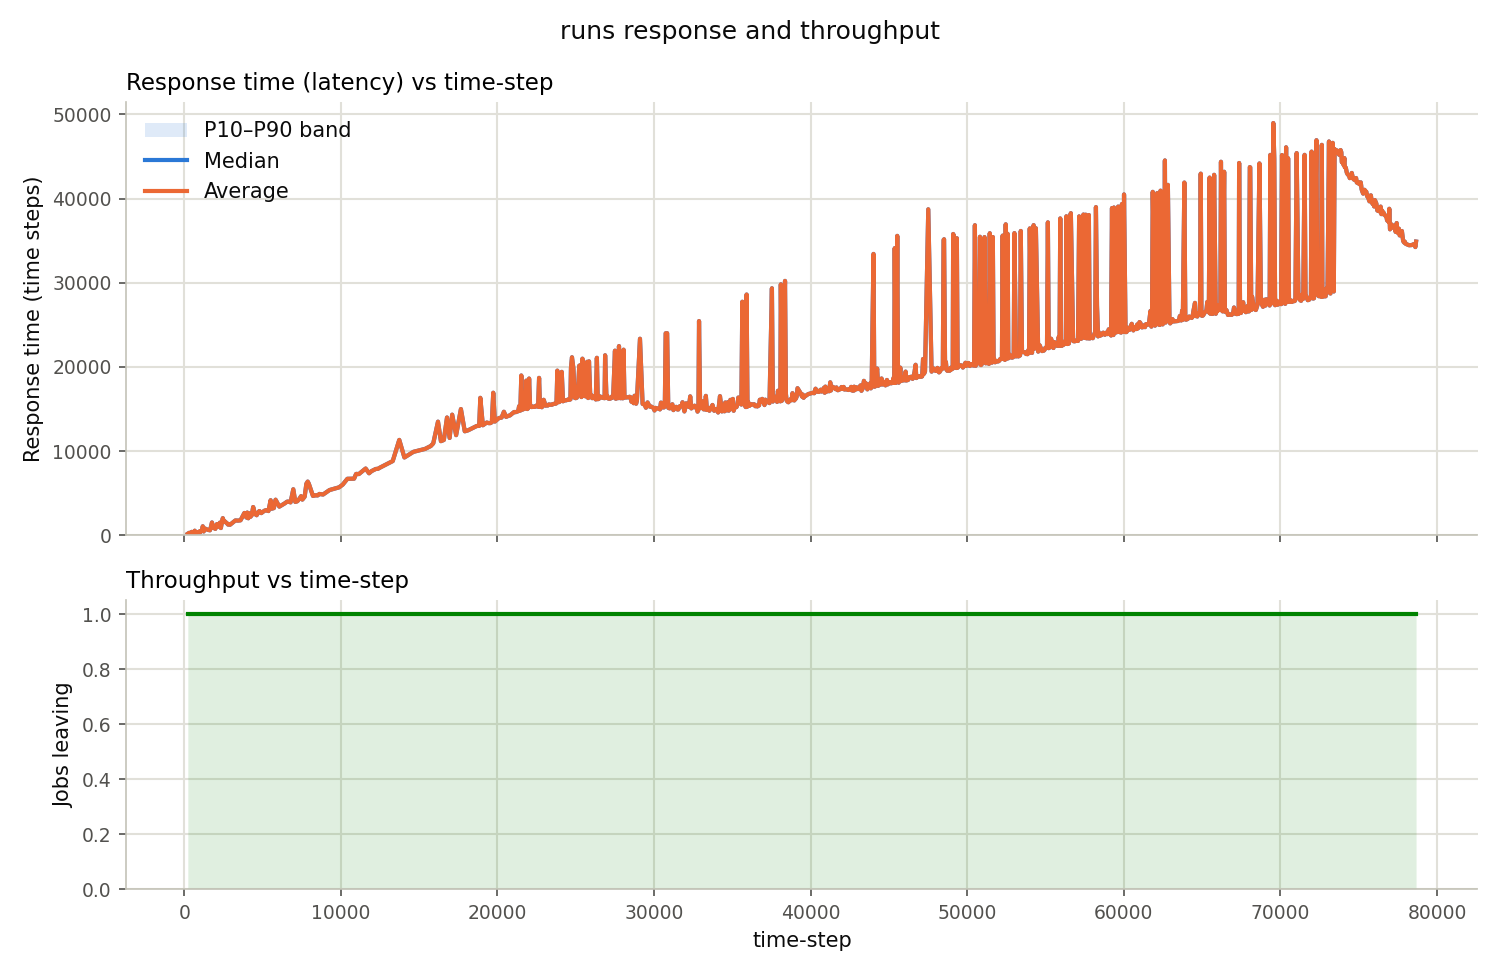 runs response and throughput
Response time (latency) vs time-step
P10–P90 band
Median
Average
Response time (time steps)
50000
40000
30000
20000
10000
0
Throughput vs time-step
Jobs leaving
1.0
0.8
0.6
0.4
0.2
0.0
0 10000 20000 30000 40000 50000 60000 70000 80000
time-step